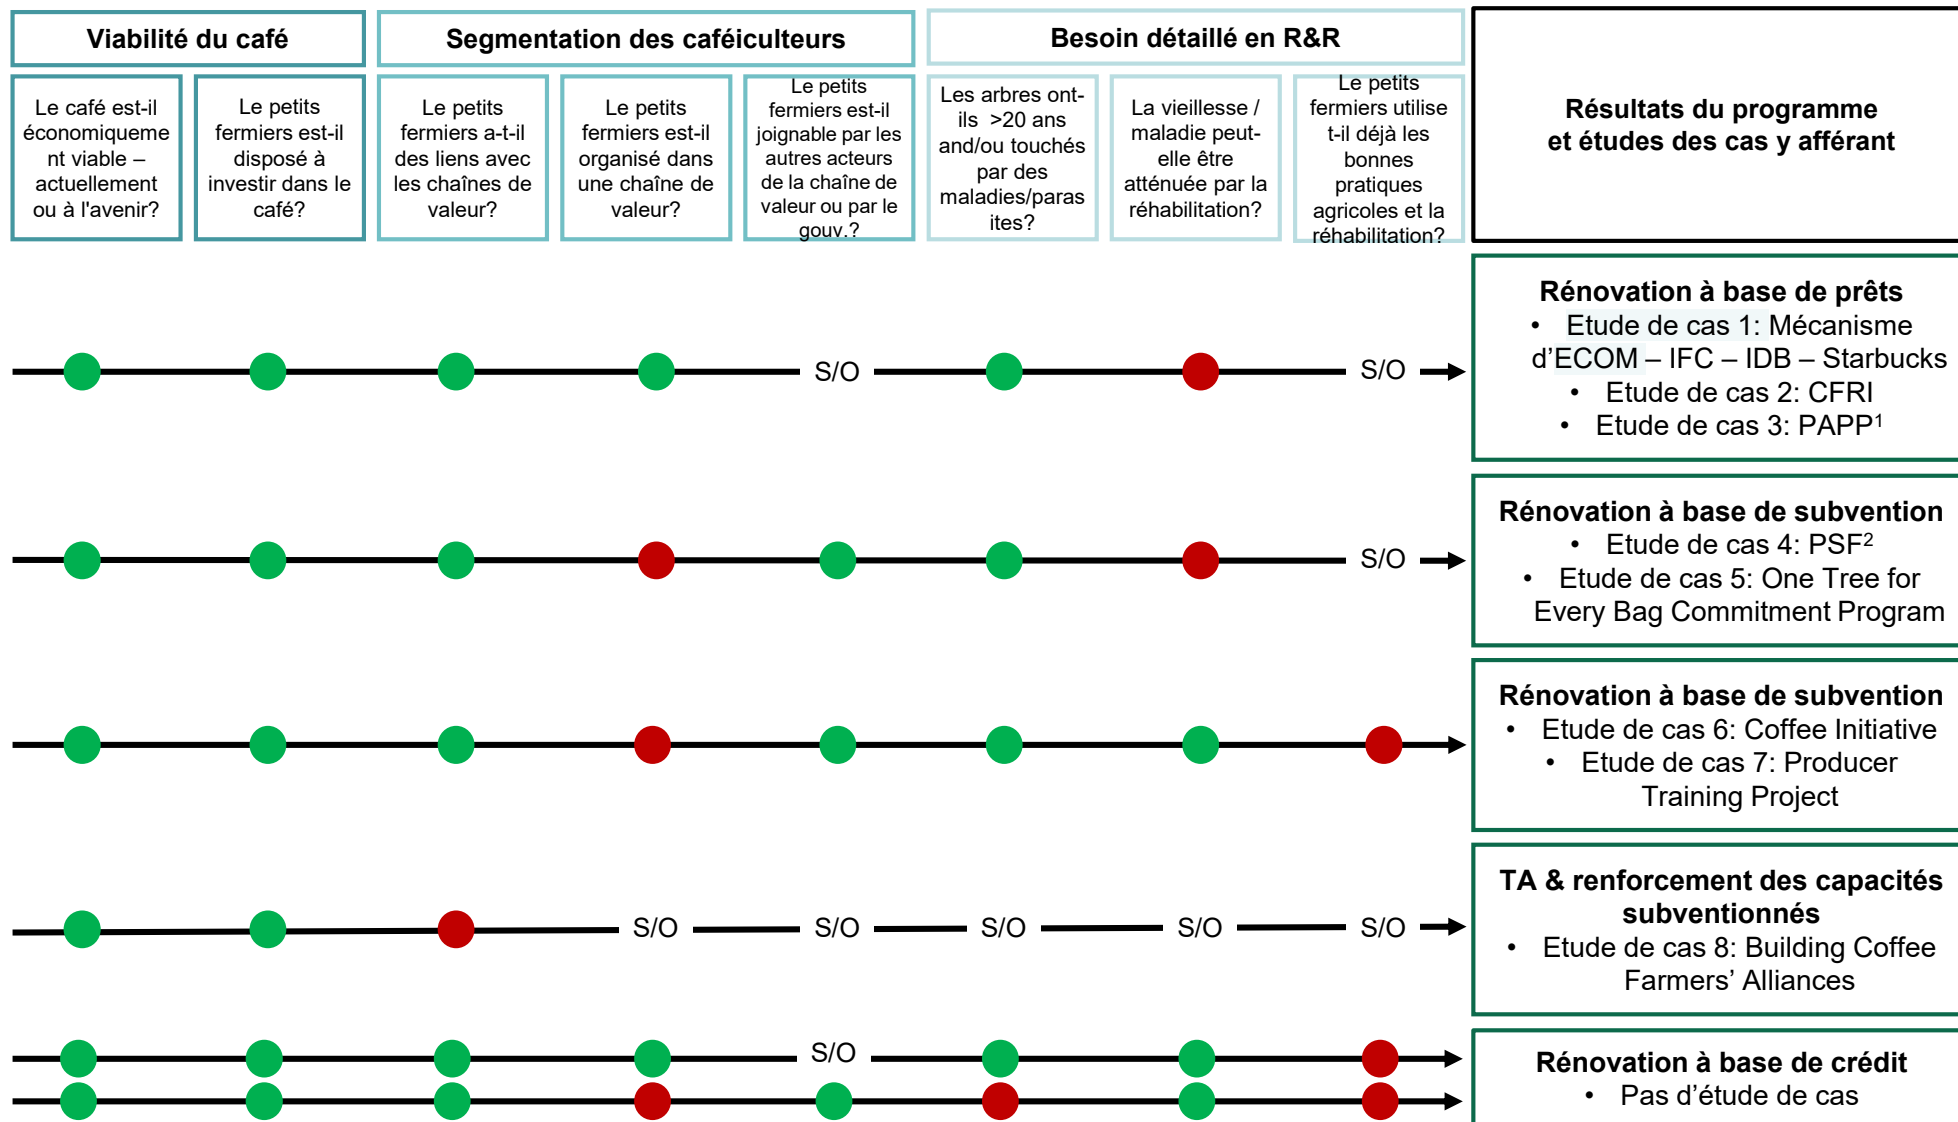 Viabilité du café
Segmentation des caféiculteurs
Besoin détaillé en R&R
Résultats du programme
et études des cas y afférant
Le café est-il
économiqueme
nt viable –
actuellement
ou à l'avenir?
Le petits
fermiers est-il
disposé à
investir dans le
café?
Le petits
fermiers a-t-il
des liens avec
les chaînes de
valeur?
Le petits
fermiers est-il
organisé dans
une chaîne de
valeur?
Le petits
fermiers est-il
joignable par les
autres acteurs
de la chaîne de
valeur ou par le
gouv.?
Les arbres ont-
ils >20 ans
and/ou touchés
par des
maladies/paras
ites?
La vieillesse /
maladie peut-
elle être
atténuée par la
réhabilitation?
Le petits
fermiers utilise
t-il déjà les
bonnes
pratiques
agricoles et la
réhabilitation?
S/O
S/O
Rénovation à base de prêts
• Etude de cas 1: Mécanisme
d'ECOM – IFC – IDB – Starbucks
• Etude de cas 2: CFRI
• Etude de cas 3: PAPP¹
S/O
Rénovation à base de subvention
• Etude de cas 4: PSF²
• Etude de cas 5: One Tree for
Every Bag Commitment Program
Rénovation à base de subvention
• Etude de cas 6: Coffee Initiative
• Etude de cas 7: Producer
Training Project
S/O
S/O
S/O
S/O
S/O
TA & renforcement des capacités
subventionnés
• Etude de cas 8: Building Coffee
Farmers' Alliances
S/O
Rénovation à base de crédit
• Pas d'étude de cas